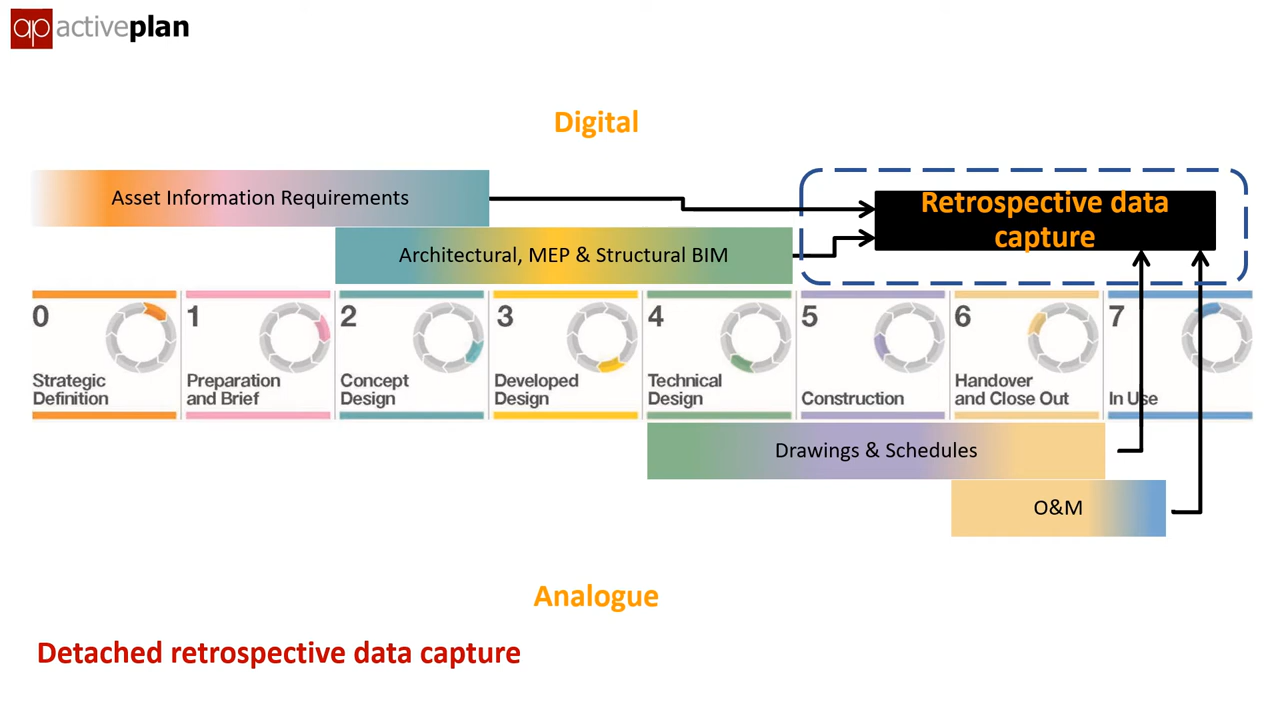 ap activeplan
Digital
Asset Information Requirements
Retrospective data
capture
Architectural, MEP & Structural BIM
0
Strategic
Definition
1
Preparation
and Brief
2
Concept
Design
3
Developed
Design
4
Technical
Design
5
Construction
6
Handover
and Close Out
7
In Use
Drawings & Schedules
O&M
Analogue
Detached retrospective data capture